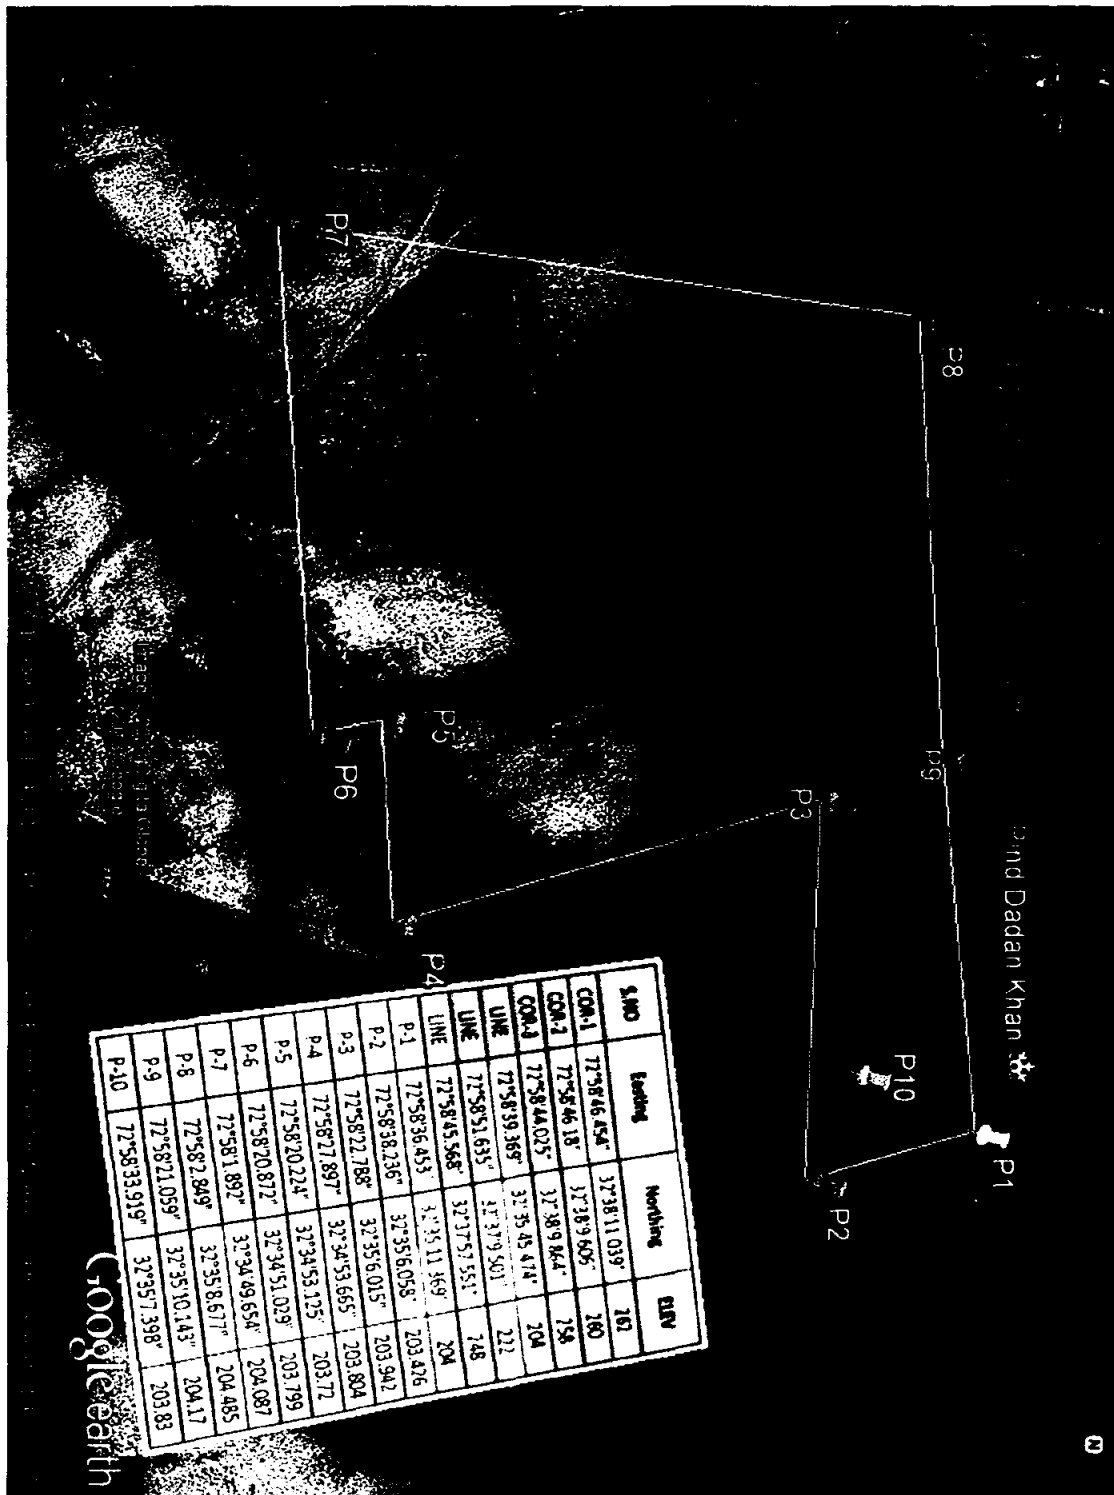 P7
P8
P5
P6
P9
P3
Pind Dadan Khan
P4
P10
P1
P2
S.NO Easting Northing ELEV
COR-1 72°58'46.454" 32°38'11.039" 262
COR-2 72°58'46.18" 32°38'9.606" 260
COR-3 72°58'44.025" 32°38'9.864" 258
LINE 72°58'39.369" 32°35'45.474" 204
LINE 72°58'51.635" 32°37'9.501" 222
LINE 72°58'45.568" 32°37'57.551" 248
P-1 72°58'36.453" 32°35'11.369" 204
P-2 72°58'38.236" 32°35'6.058" 203.426
P-3 72°58'22.788" 32°35'6.015" 203.942
P-4 72°58'27.897" 32°34'53.665" 203.804
P-5 72°58'20.224" 32°34'53.125" 203.72
P-6 72°58'20.872" 32°34'51.029" 203.799
P-7 72°58'1.892" 32°34'49.654" 204.087
P-8 72°58'2.849" 32°35'8.677" 204.485
P-9 72°58'21.059" 32°35'10.143" 204.17
P-10 72°58'33.919" 32°35'7.398" 203.83
Google earth
N